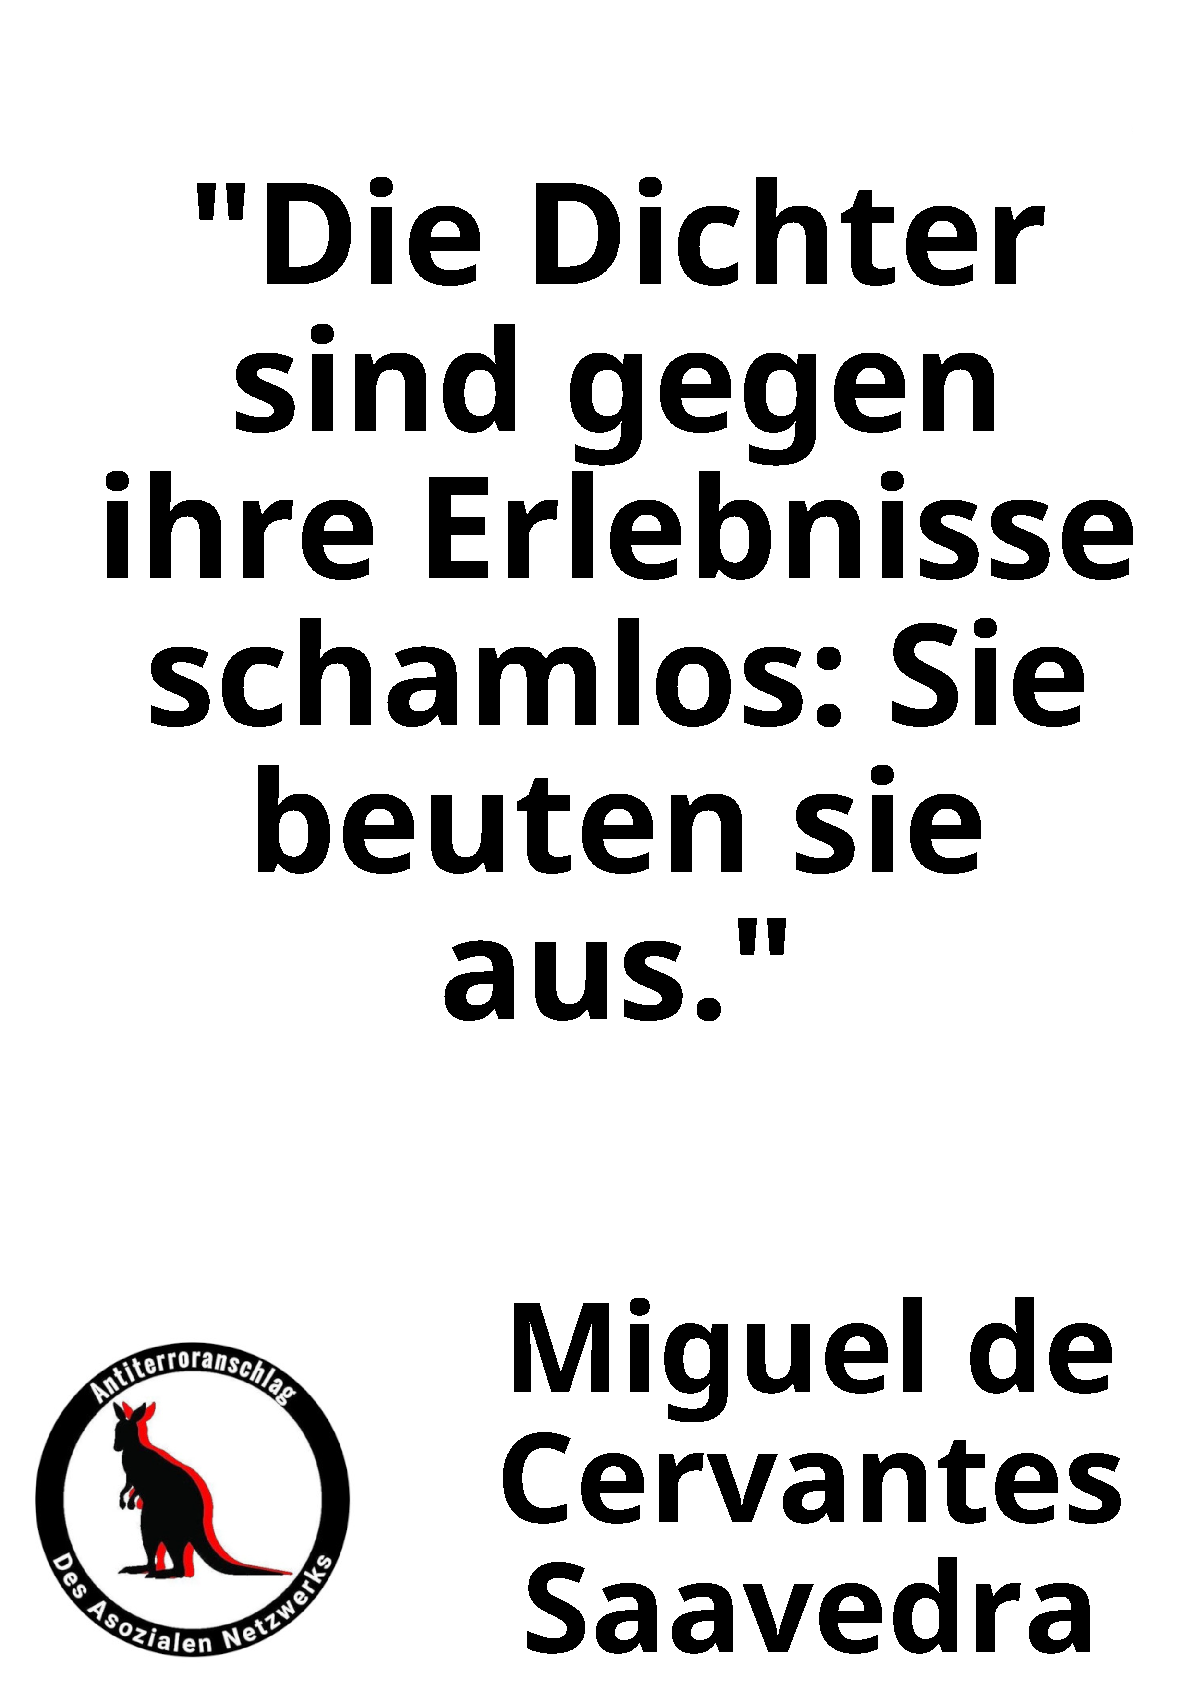 "Die Dichter
sind gegen
ihre Erlebnisse
schamlos: Sie
beuten sie
aus."
Miguel de
Cervantes
Saavedra
Antiterroranschlag
Des Asozialen Netzwerks